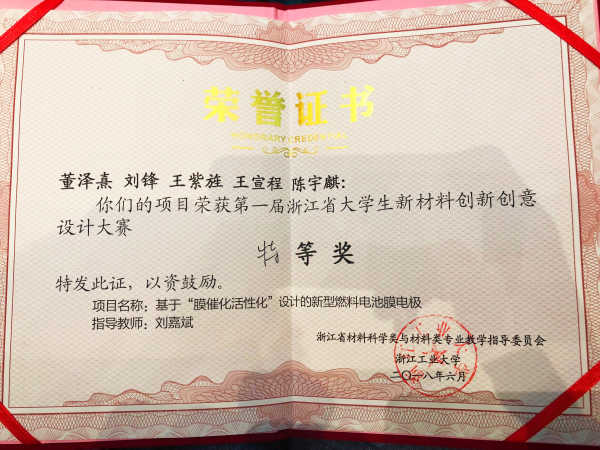 荣誉证书
HONORARY CREDENTIAL
董泽熹 刘锋 王紫旌 王宣程 陈宇麒：
你们的项目荣获第一届浙江省大学生新材料创新创意
设计大赛
特等奖
特发此证，以资鼓励。
项目名称：基于“膜催化活性化”设计的新型燃料电池膜电极
指导教师：刘嘉斌
浙江省材料科学类与材料类专业教学指导委员会
浙江工业大学
二〇一八年六月